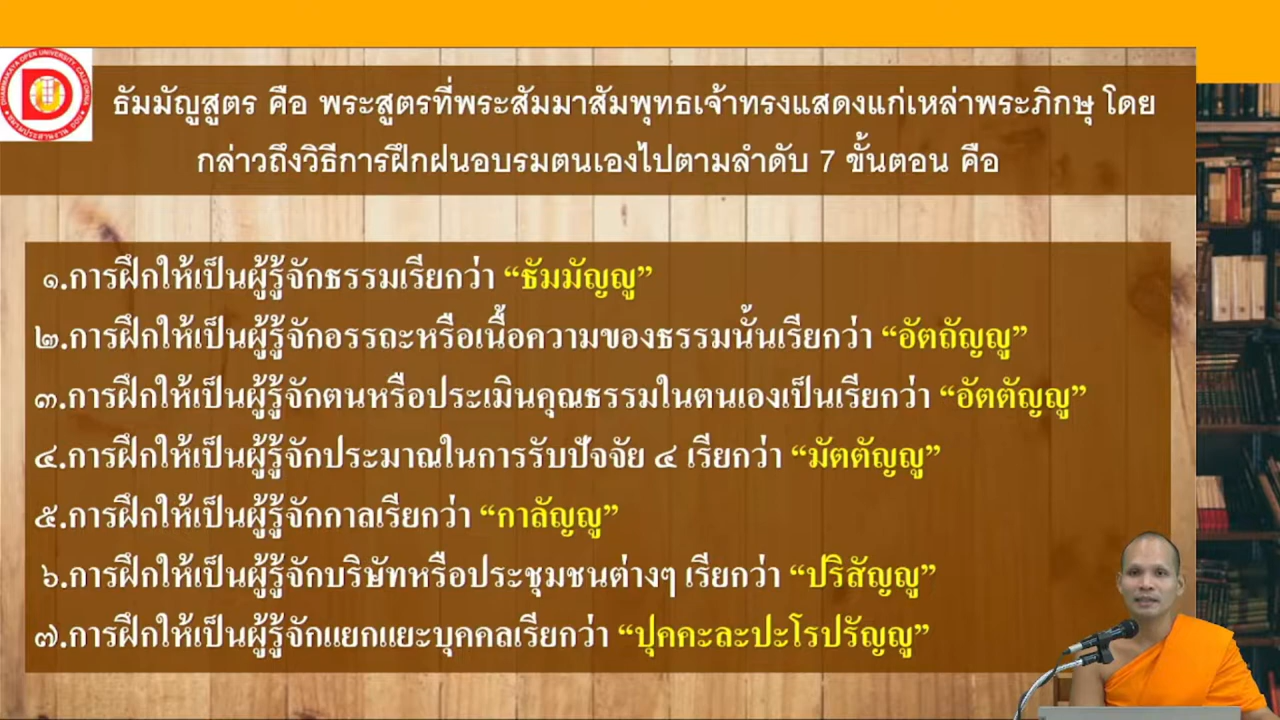 DHAMMAKAYA OPEN UNIVERSITY, CALIFORNIA
ธัมมัญสูตร คือ พระสูตรที่พระสัมมาสัมพุทธเจ้าทรงแสดงแก่เหล่าพระภิกษุ โดย
กล่าวถึงวิธีการฝึกฝนอบรมตนเองไปตามลำดับ 7 ขั้นตอน คือ
๑.การฝึกให้เป็นผู้รู้จักธรรมเรียกว่า “ธัมมัญญู”
๒.การฝึกให้เป็นผู้รู้จักอรรถะหรือเนื้อความของธรรมนั้นเรียกว่า “อัตถัญญู”
๓.การฝึกให้เป็นผู้รู้จักตนหรือประเมินคุณธรรมในตนเองเป็นเรียกว่า “อัตตัญญู”
๔.การฝึกให้เป็นผู้รู้จักประมาณในการรับปัจจัย ๔ เรียกว่า “มัตตัญญู”
๕.การฝึกให้เป็นผู้รู้จักกาลเรียกว่า “กาลัญญู”
๖.การฝึกให้เป็นผู้รู้จักบริษัทหรือประชุมชนต่างๆ เรียกว่า “ปริสัญญู”
๗.การฝึกให้เป็นผู้รู้จักแยกแยะบุคคลเรียกว่า “ปุคคะละปะโรปรัญญู”